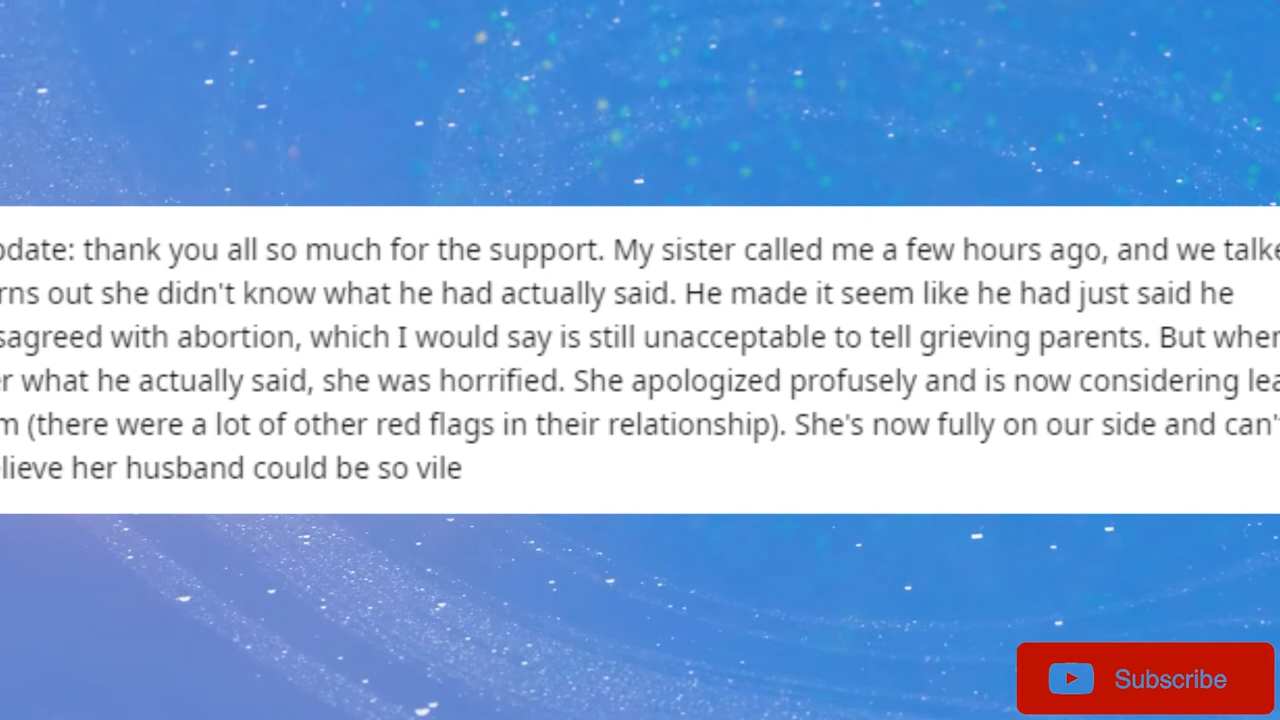 odate: thank you all so much for the support. My sister called me a few hours ago, and we talke
rns out she didn't know what he had actually said. He made it seem like he had just said he
sagreed with abortion, which I would say is still unacceptable to tell grieving parents. But when
er what he actually said, she was horrified. She apologized profusely and is now considering lea
m (there were a lot of other red flags in their relationship). She's now fully on our side and can't
elieve her husband could be so vile
Subscribe